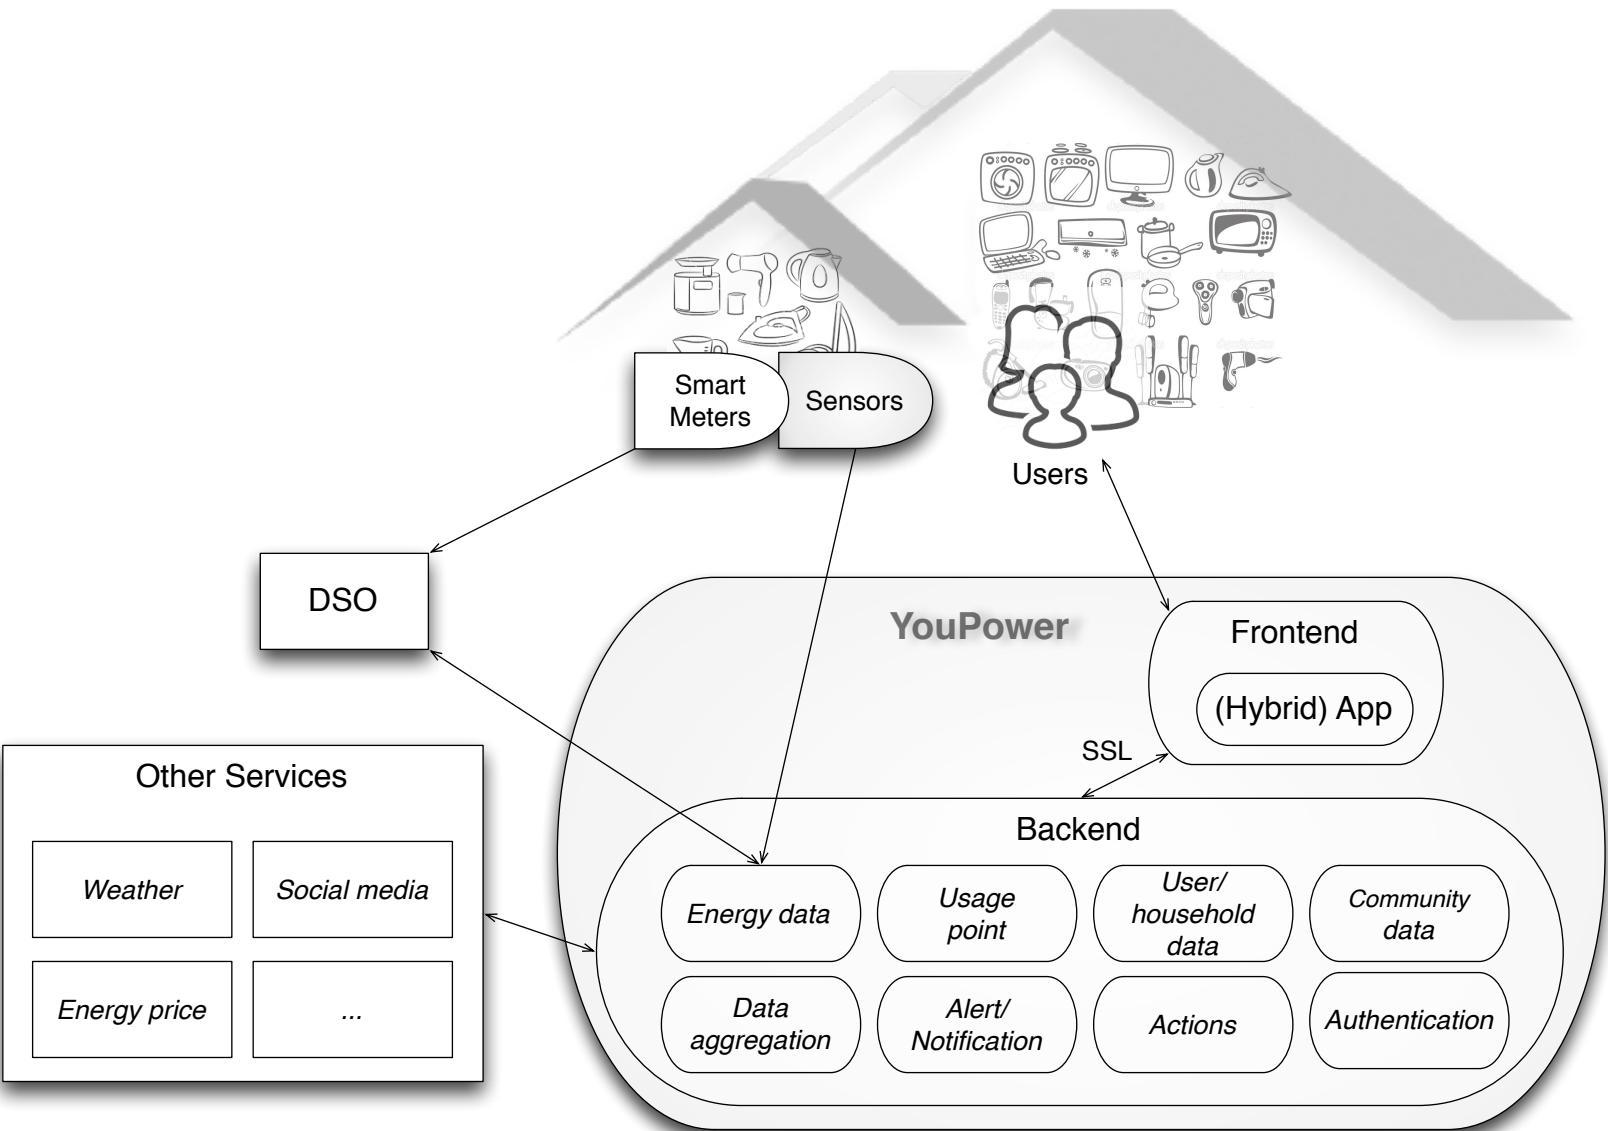 Smart
Meters
Sensors
Users
DSO
YouPower
Frontend
(Hybrid) App
SSL
Other Services
Weather
Social media
Energy price
...
Backend
Energy data
Usage
point
User/
household
data
Community
data
Data
aggregation
Alert/
Notification
Actions
Authentication